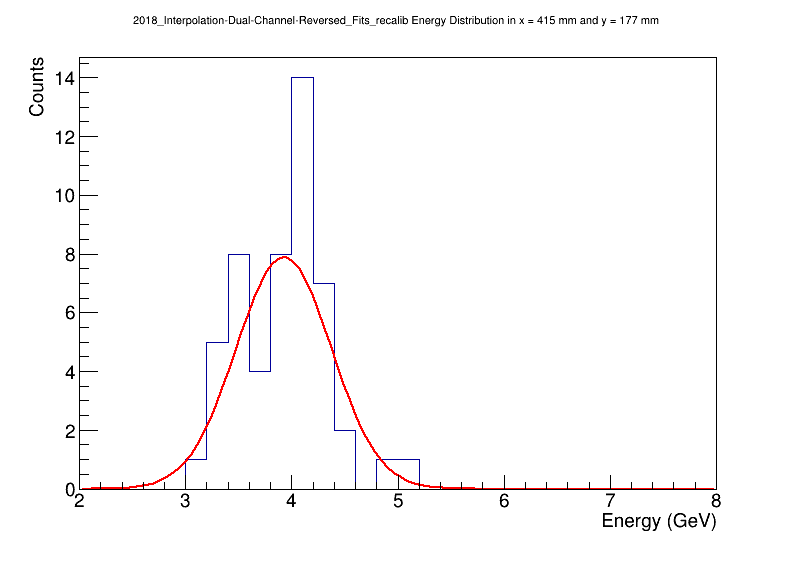 2018_Interpolation-Dual-Channel-Reversed_Fits_recalib Energy Distribution in x = 415 mm and y = 177 mm
Counts
14
12
10
8
6
4
2
0
2 3 4 5 6 7 8
Energy (GeV)